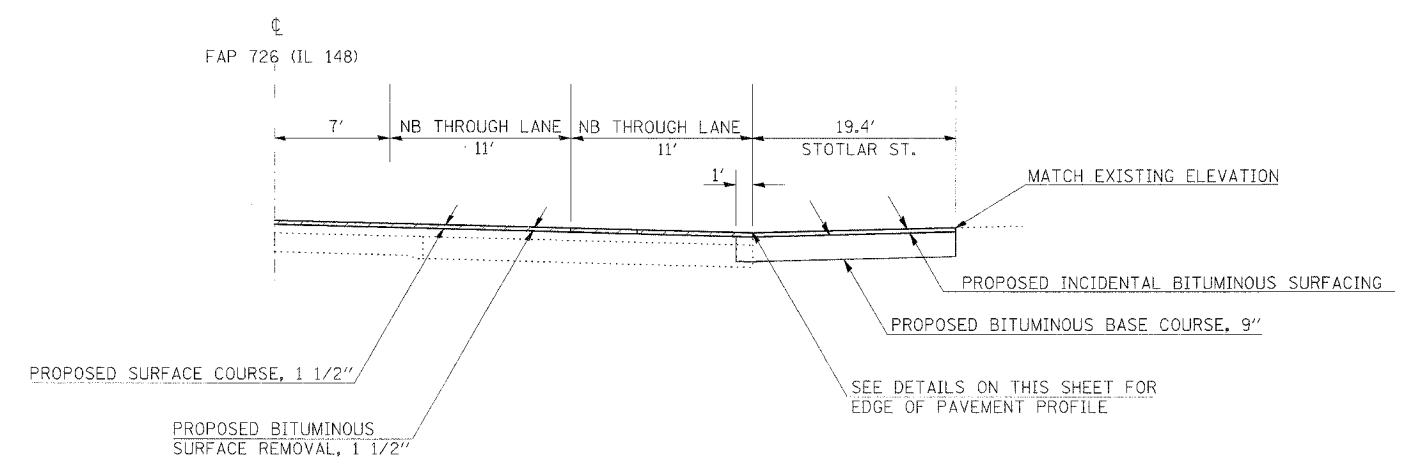 ℄
FAP 726 (IL 148)
7'
NB THROUGH LANE
11'
NB THROUGH LANE
11'
19.4'
STOTLAR ST.
1'
MATCH EXISTING ELEVATION
PROPOSED INCIDENTAL BITUMINOUS SURFACING
PROPOSED BITUMINOUS BASE COURSE, 9"
PROPOSED SURFACE COURSE, 1 1/2"
SEE DETAILS ON THIS SHEET FOR
EDGE OF PAVEMENT PROFILE
PROPOSED BITUMINOUS
SURFACE REMOVAL, 1 1/2"